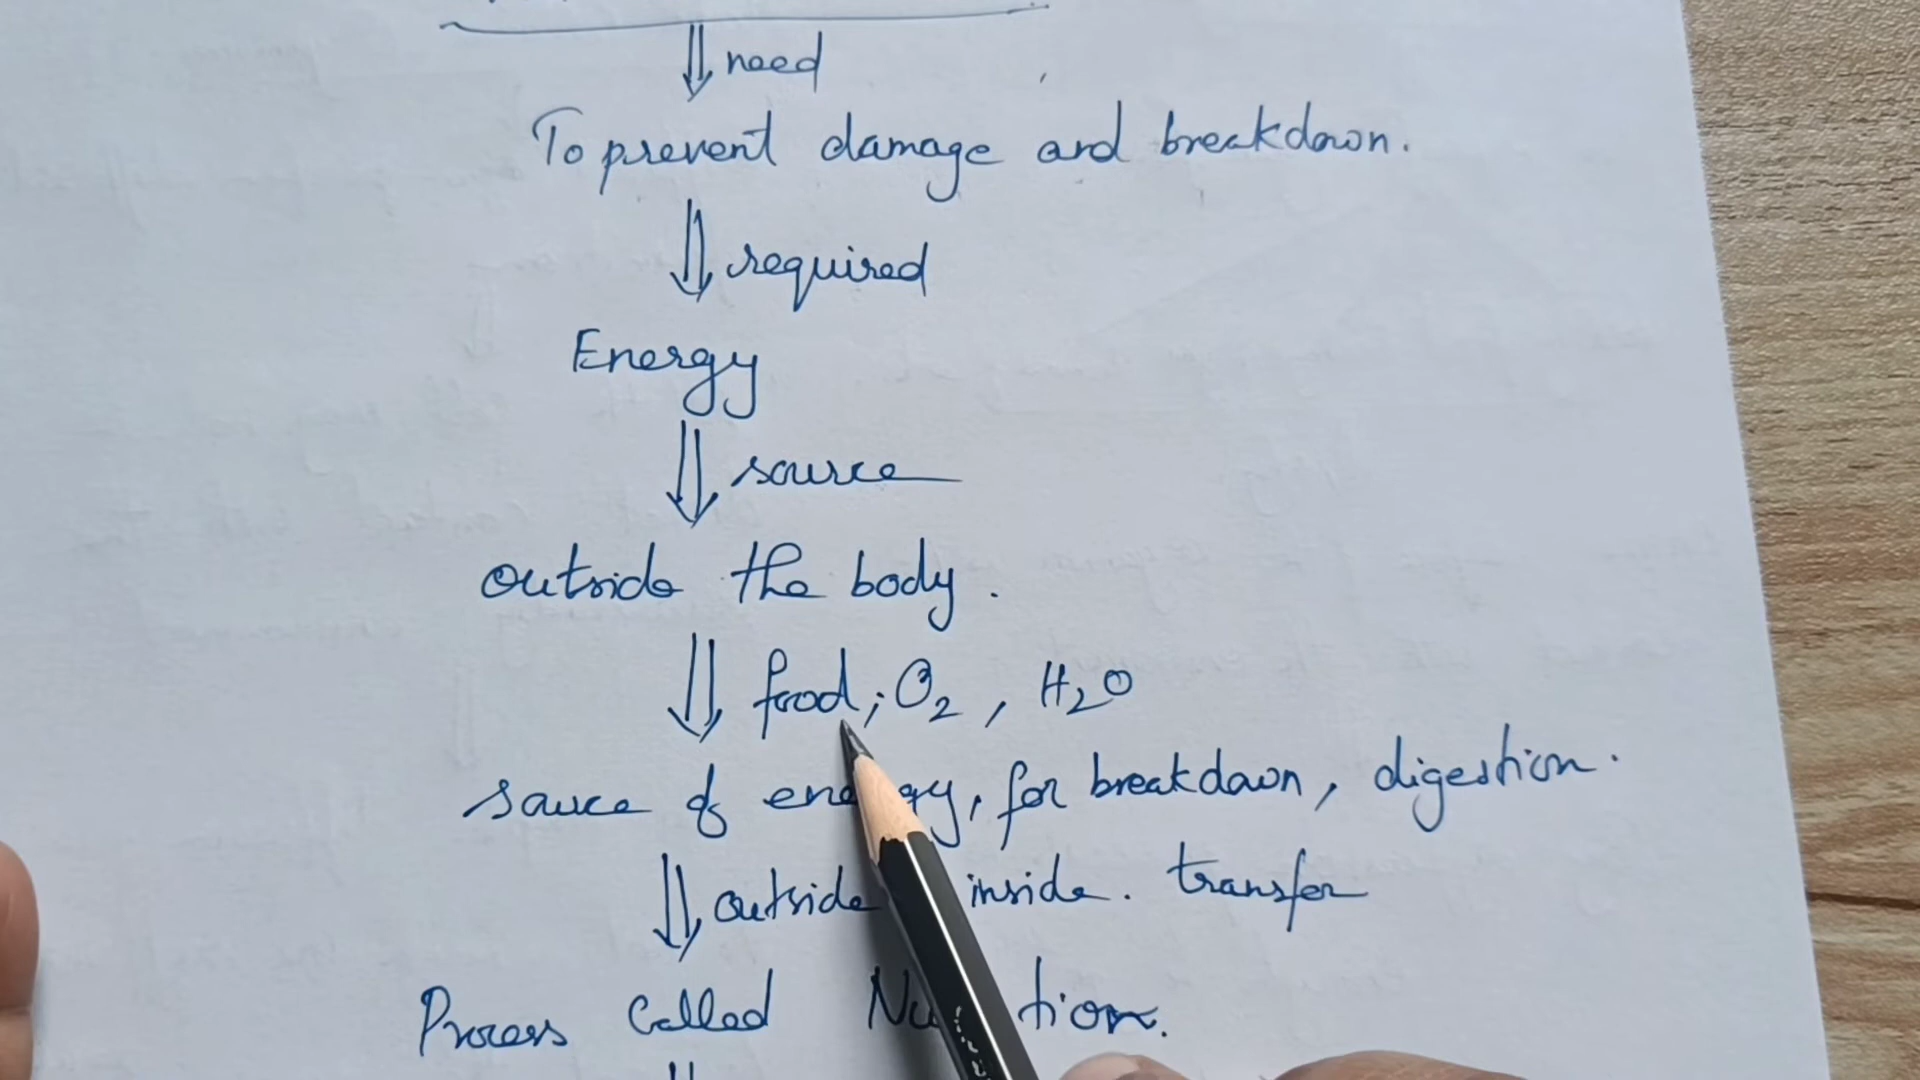 need
To prevent damage and breakdown.
required
Energy
source
outside the body.
food, O2, H2O
source of energy, for breakdown, digestion.
outside inside. transfer
Process called Nutrition.